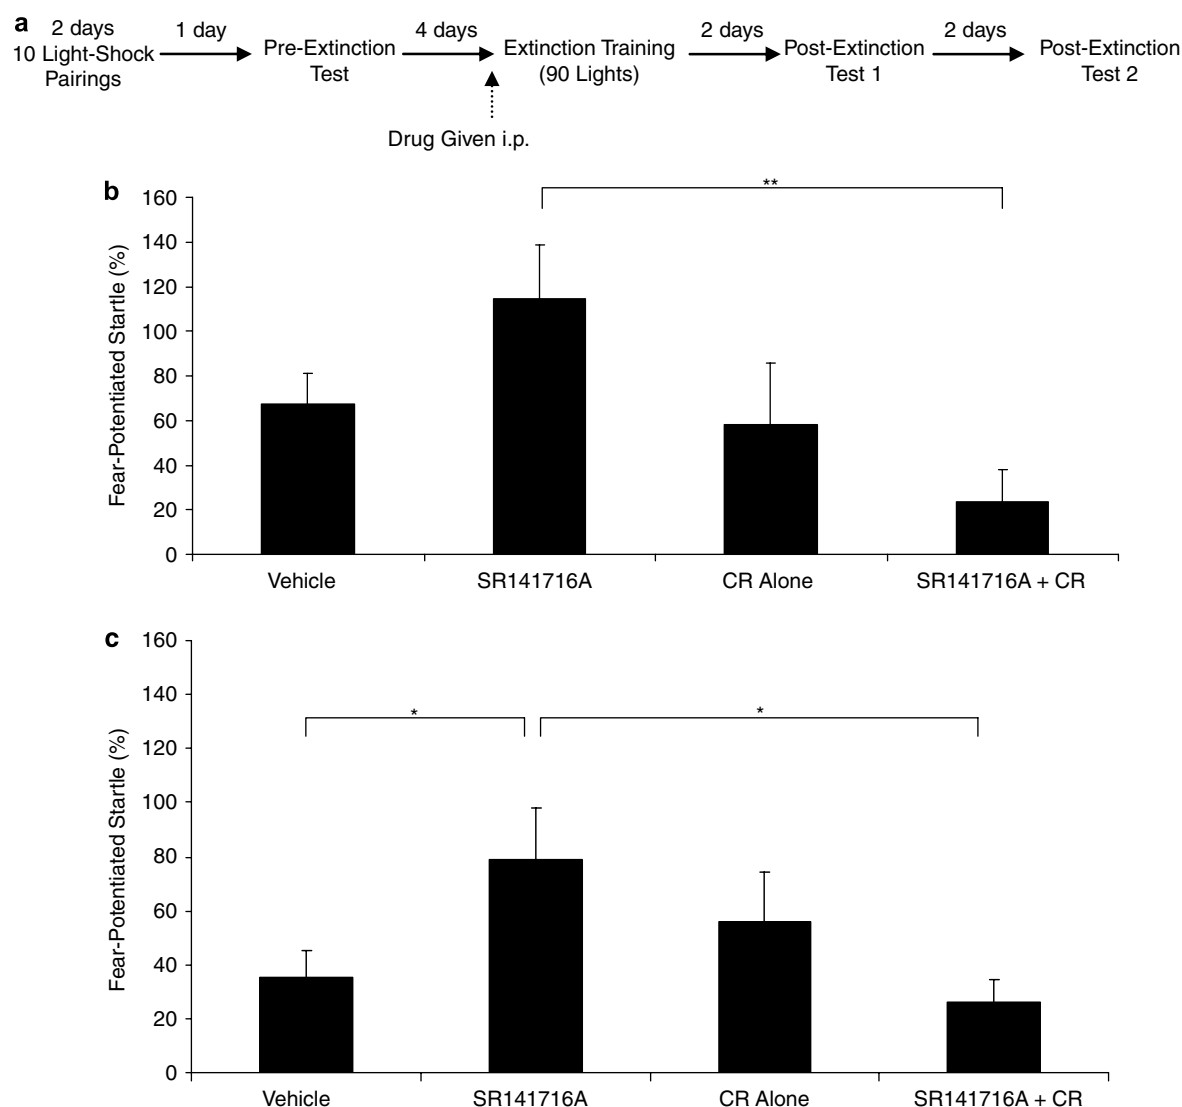 a
2 days
10 Light-Shock
Pairings
1 day
Pre-Extinction
Test
4 days
Extinction Training
(90 Lights)
2 days
Post-Extinction
Test 1
2 days
Post-Extinction
Test 2
Drug Given i.p.
b
Fear-Potentiated Startle (%)
160
140
120
100
80
60
40
20
0
**
Vehicle
SR141716A
CR Alone
SR141716A + CR
c
Fear-Potentiated Startle (%)
160
140
120
100
80
60
40
20
0
*
*
Vehicle
SR141716A
CR Alone
SR141716A + CR